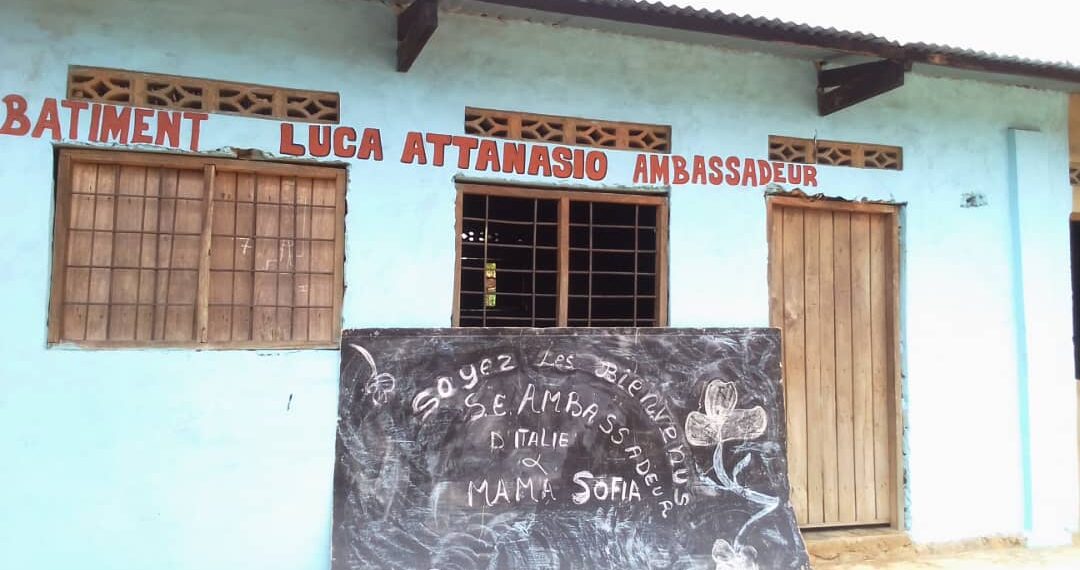 BATIMENT LUCA ATTANASIO AMBASSADEUR
Soyez Les Bienvenus
S.E. AMBASSADEUR
D'ITALIE
&
MAMA SOFIA